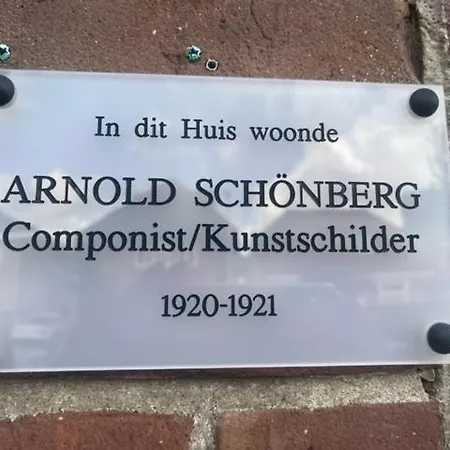 In dit Huis woonde
ARNOLD SCHÖNBERG
Componist/Kunstschilder
1920-1921